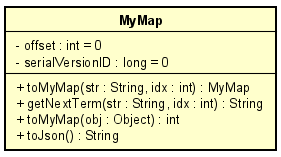 MyMap
- offset : int = 0
- serialVersionID : long = 0
+ toMyMap(str : String, idx : int) : MyMap
+ getNextTerm(str : String, idx : int) : String
+ toMyMap(obj : Object) : int
+ toJson() : String